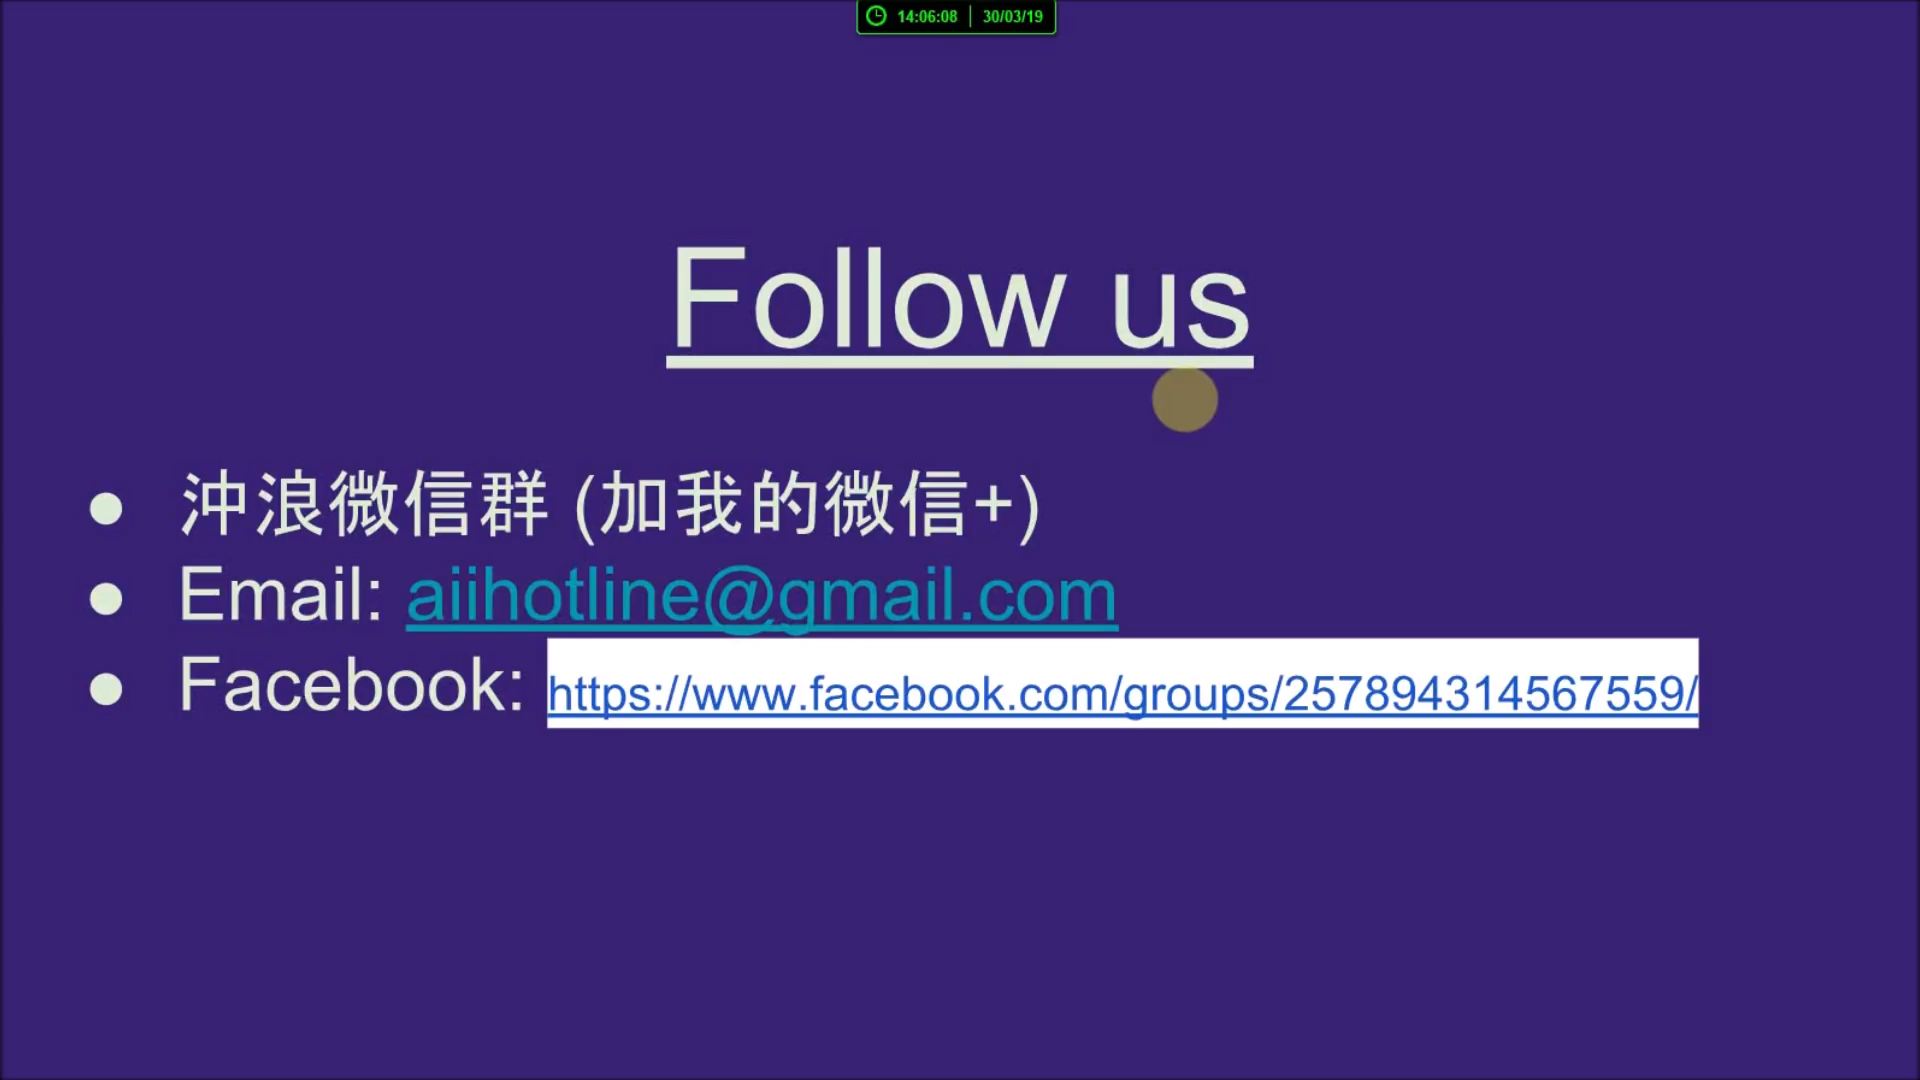 14:06:08 | 30/03/19
Follow us
● 沖浪微信群 (加我的微信+)
● Email: aiihotline@gmail.com
● Facebook: https://www.facebook.com/groups/257894314567559/